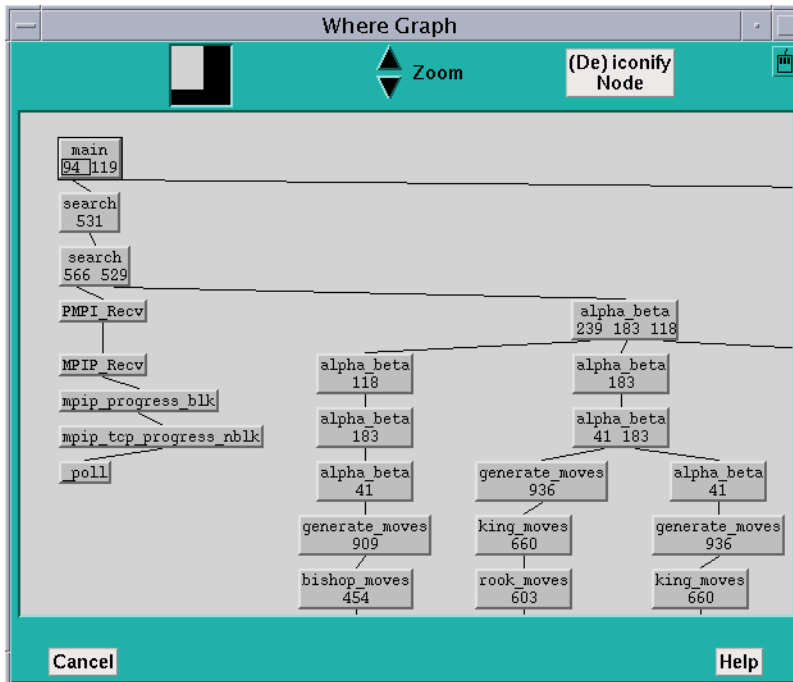 Where Graph
Zoom
(De) iconify
Node
main
94 119
search
531
search
566 529
PMPI_Recv
alpha_beta
239 183 118
MPIP_Recv
alpha_beta
118
alpha_beta
183
mpip_progress_blk
alpha_beta
183
alpha_beta
41 183
mpip_tcp_progress_nblk
_poll
alpha_beta
41
generate_moves
936
alpha_beta
41
generate_moves
909
king_moves
660
generate_moves
936
bishop_moves
454
rook_moves
603
king_moves
660
Cancel
Help